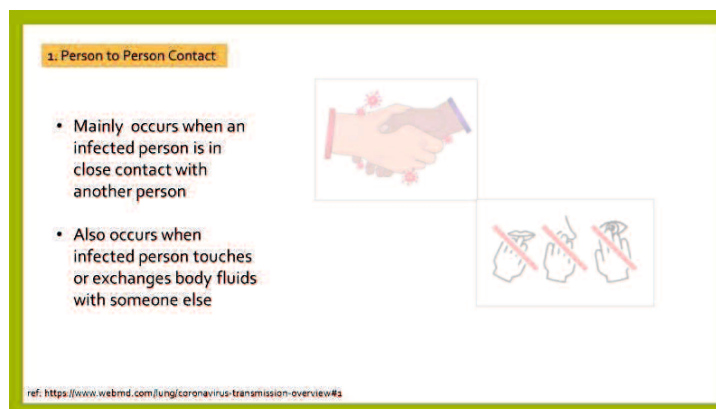 1. Person to Person Contact
• Mainly occurs when an
infected person is in
close contact with
another person
• Also occurs when
infected person touches
or exchanges body fluids
with someone else
ref: https://www.webmd.com/lung/coronavirus-transmission-overview#1